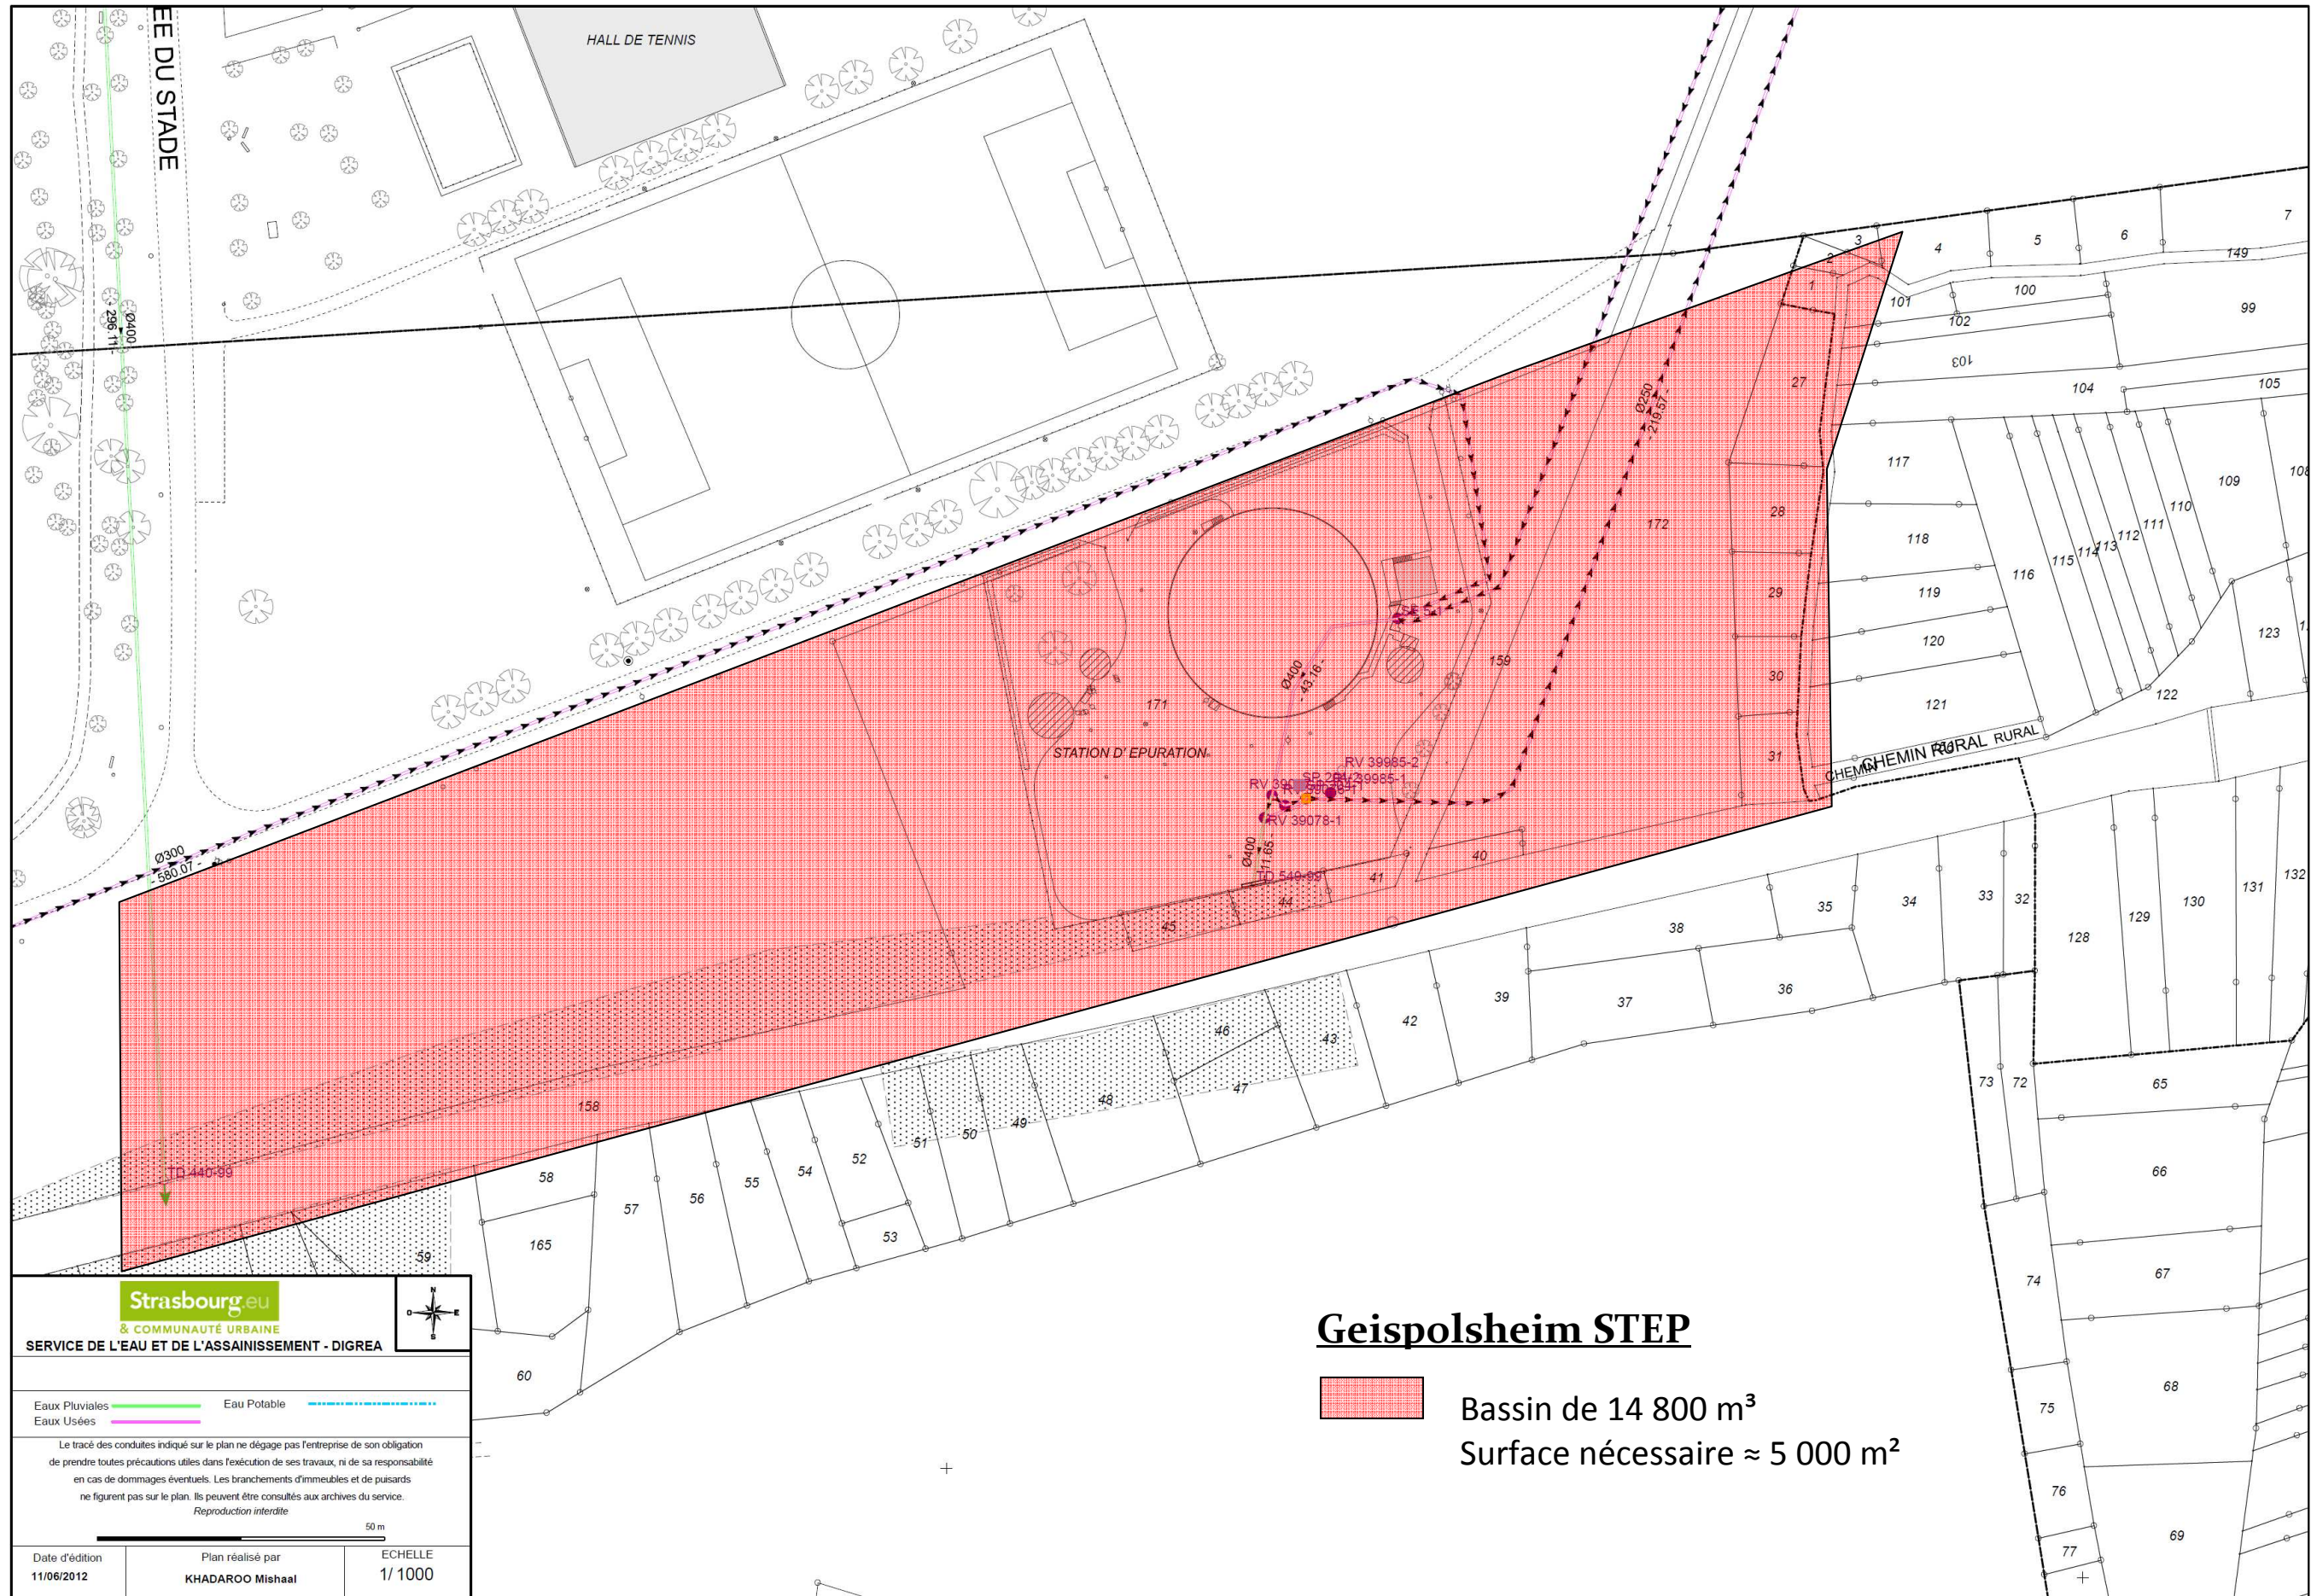 HALL DE TENNIS
EE DU STADE
Ø400
- 296.11 -
3
4
5
6
7
2
1
149
101
100
99
102
103
104
105
27
Ø250
- 219.57 -
117
109
108
110
28
172
118
111
112
113
114
115
116
29
119
SE 5-1
120
123
159
30
Ø400
- 43.16 -
122
171
121
STATION D' EPURATION
31
CHEMIN RURAL
CHEMIN
RURAL
RV 39985-2
RV 39985-1
RV 39078-1
Ø300
- 580.07 -
Ø400
- 11.65 -
40
TD 549-99
41
44
45
132
131
130
129
128
32
33
34
35
38
39
37
36
42
43
46
47
48
49
50
51
52
53
54
55
56
57
58
158
165
TD 440-99
59
60
73
72
65
66
67
74
68
75
76
69
77
Strasbourg.eu
& COMMUNAUTÉ URBAINE
SERVICE DE L'EAU ET DE L'ASSAINISSEMENT - DIGREA
N
O
E
S
Eaux Pluviales
Eau Potable
Eaux Usées
Le tracé des conduites indiqué sur le plan ne dégage pas l'entreprise de son obligation
de prendre toutes précautions utiles dans l'exécution de ses travaux, ni de sa responsabilité
en cas de dommages éventuels. Les branchements d'immeubles et de puisards
ne figurent pas sur le plan. Ils peuvent être consultés aux archives du service.
Reproduction interdite
50 m
Date d'édition
11/06/2012
Plan réalisé par
KHADAROO Mishaal
ECHELLE
1/ 1000
Geispolsheim STEP
Bassin de 14 800 m³
Surface nécessaire ≈ 5 000 m²